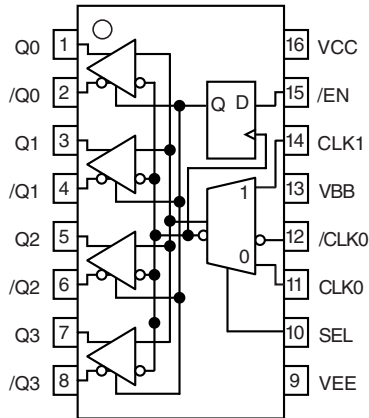 Q0 1 16 VCC
/Q0 2 Q D 15 /EN
Q1 3 14 CLK1
/Q1 4 1 13 VBB
Q2 5 12 /CLK0
/Q2 6 0 11 CLK0
Q3 7 10 SEL
/Q3 8 9 VEE